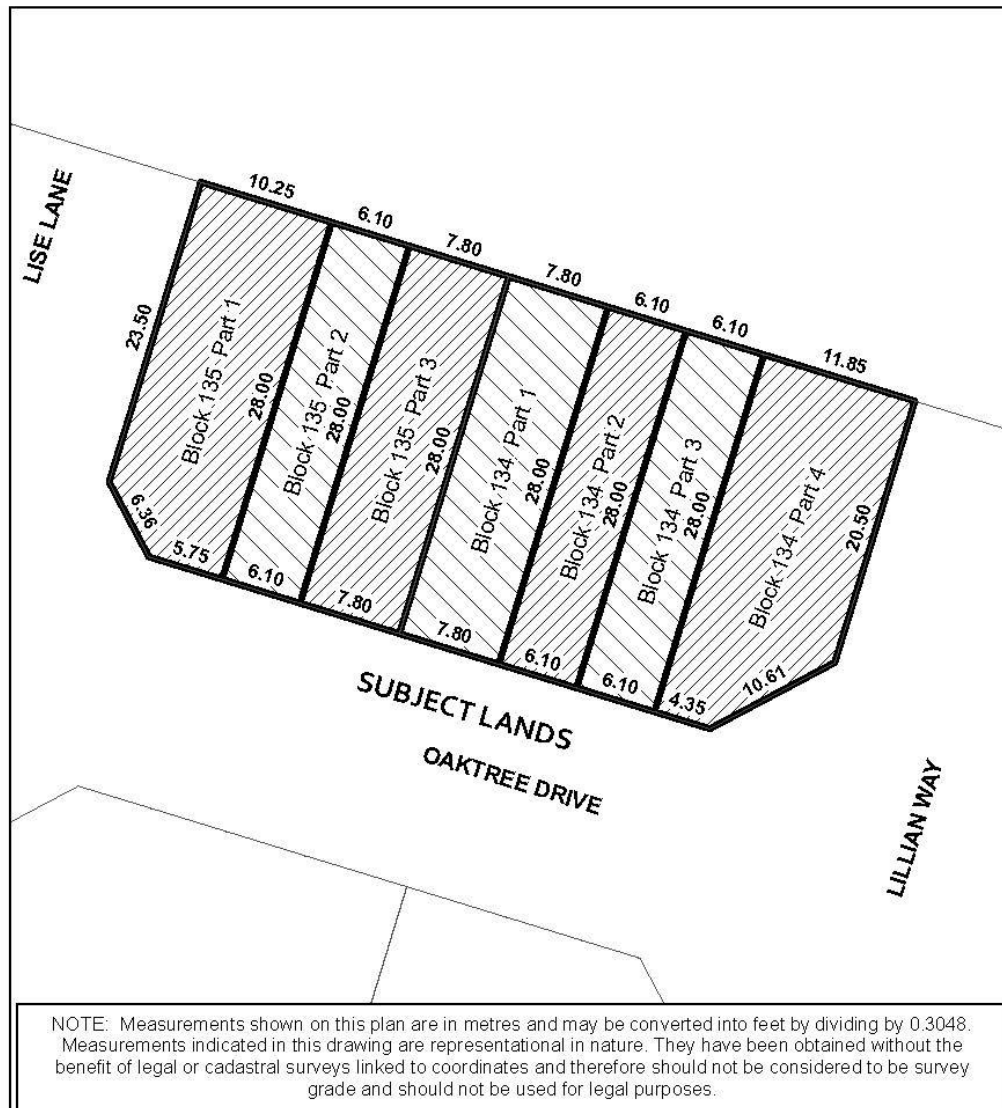 LISE LANE
10.25
6.10
7.80
7.80
6.10
6.10
11.85
23.50
Block 135 Part 1
28.00
Block 135 Part 2
28.00
Block 135 Part 3
28.00
Block 134 Part 1
28.00
Block 134 Part 2
28.00
Block 134 Part 3
28.00
Block 134 Part 4
20.50
6.36
5.75
6.10
7.80
7.80
6.10
6.10
4.35
10.61
SUBJECT LANDS
OAKTREE DRIVE
LILLIAN WAY
NOTE: Measurements shown on this plan are in metres and may be converted into feet by dividing by 0.3048.
Measurements indicated in this drawing are representational in nature. They have been obtained without the
benefit of legal or cadastral surveys linked to coordinates and therefore should not be considered to be survey
grade and should not be used for legal purposes.